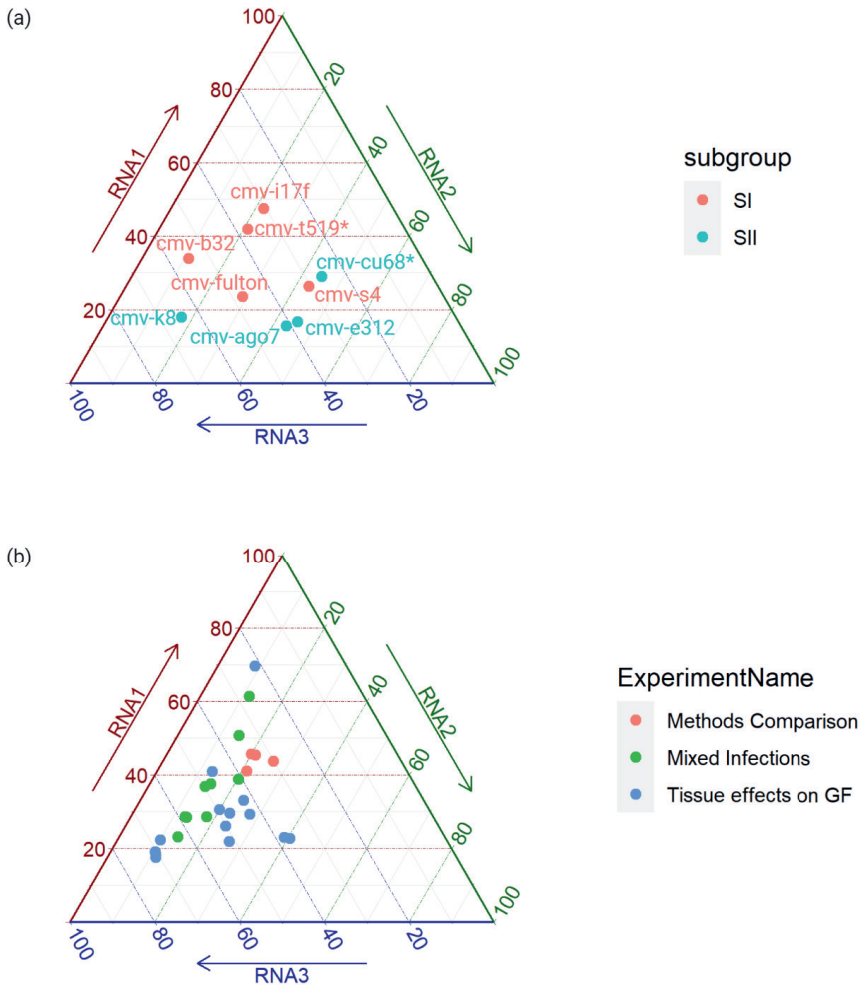 (a)
100
80
20
60
40
RNA1
RNA2
cmv-i17f
cmv-t519*
40
60
cmv-b32
cmv-cu68*
cmv-fulton
cmv-s4
20
80
cmv-k8
cmv-e312
cmv-ago7
100
100
80
60
40
20
RNA3
subgroup
SI
SII
(b)
100
20
80
40
60
RNA1
RNA2
40
60
20
80
100
100
80
60
40
20
RNA3
ExperimentName
Methods Comparison
Mixed Infections
Tissue effects on GF